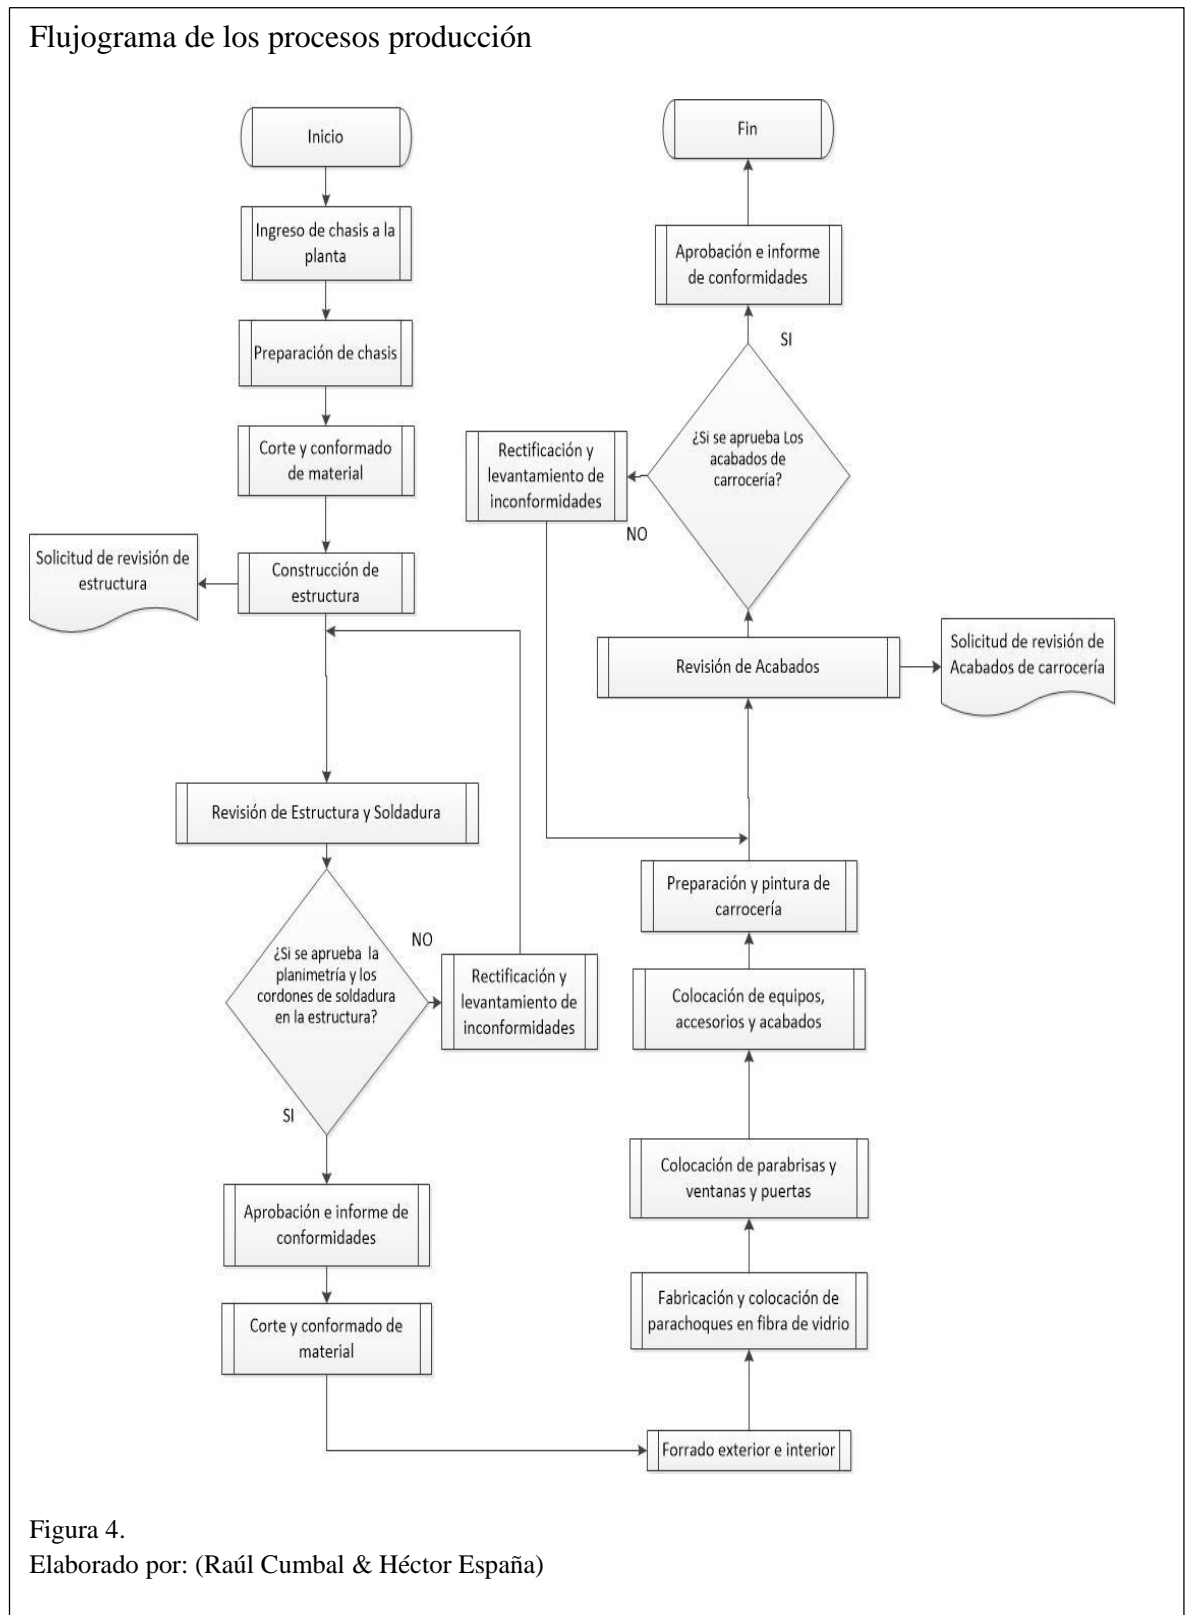 Flujograma de los procesos producción
Inicio
Ingreso de chasis a la
planta
Preparación de chasis
Corte y conformado
de material
Solicitud de revisión de
estructura
Construcción de
estructura
Revisión de Estructura y Soldadura
¿Si se aprueba la
planimetría y los
cordones de soldadura
en la estructura?
NO
Rectificación y
levantamiento de
inconformidades
SI
Aprobación e informe de
conformidades
Corte y conformado de
material
Forrado exterior e interior
Fabricación y colocación de
parachoques en fibra de vidrio
Colocación de parabrisas y
ventanas y puertas
Colocación de equipos,
accesorios y acabados
Preparación y pintura de
carrocería
Revisión de Acabados
Solicitud de revisión de
Acabados de carrocería
¿Si se aprueba Los
acabados de
carrocería?
NO
Rectificación y
levantamiento de
inconformidades
SI
Aprobación e informe
de conformidades
Fin
Figura 4.
Elaborado por: (Raúl Cumbal & Héctor España)